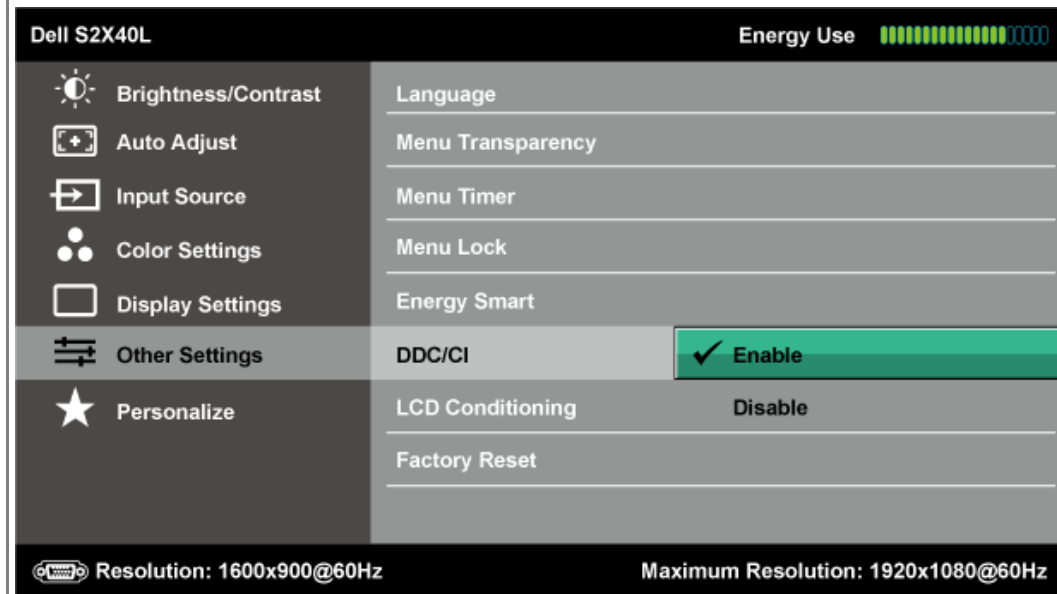 Dell S2X40L Energy Use
Brightness/Contrast Language
Auto Adjust Menu Transparency
Input Source Menu Timer
Color Settings Menu Lock
Display Settings Energy Smart
Other Settings DDC/CI Enable
Personalize LCD Conditioning Disable
Factory Reset
Resolution: 1600x900@60Hz Maximum Resolution: 1920x1080@60Hz